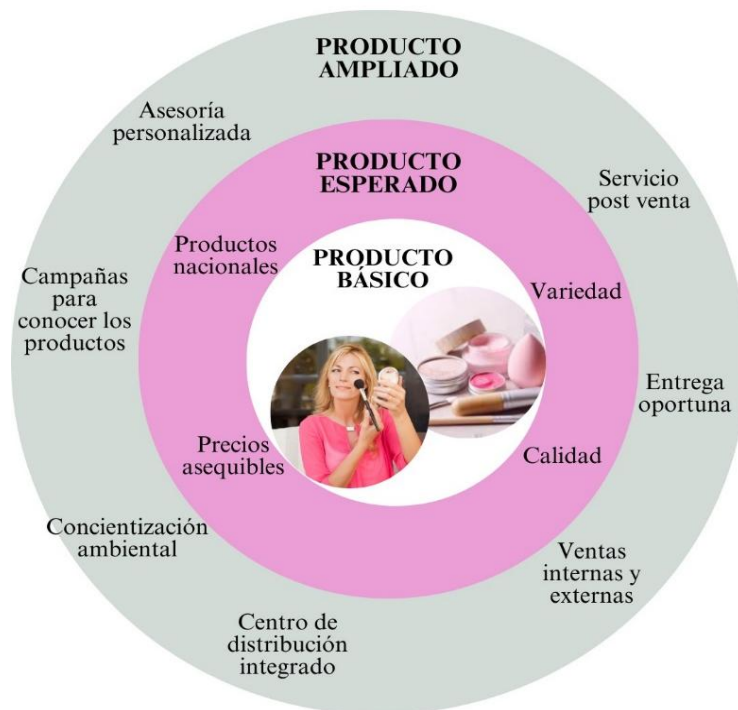 PRODUCTO
AMPLIADO
Asesoría
personalizada
PRODUCTO
ESPERADO
Servicio
post venta
Productos
nacionales
PRODUCTO
BÁSICO
Campañas
para
conocer los
productos
Variedad
Entrega
oportuna
Precios
asequibles
Calidad
Concientización
ambiental
Ventas
internas y
externas
Centro de
distribución
integrado